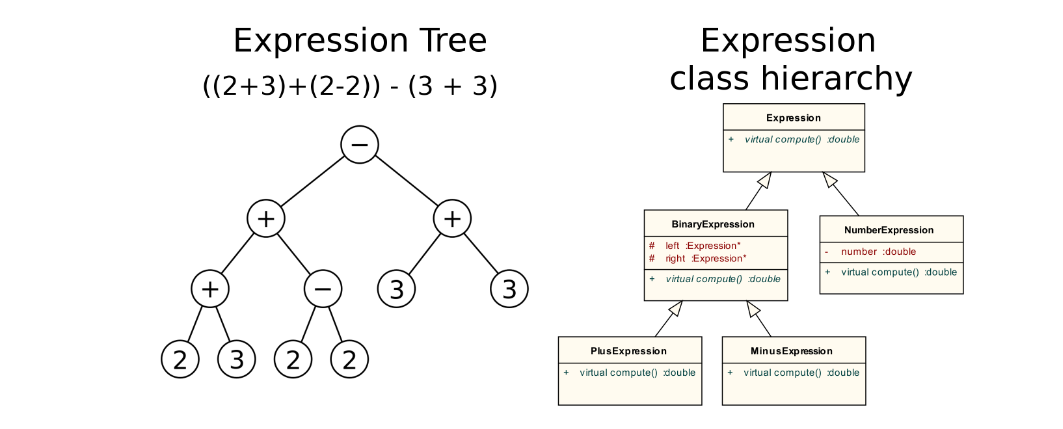 Expression Tree
((2+3)+(2-2)) - (3 + 3)
−
+ +
+ − 3 3
2 3 2 2
Expression
class hierarchy
Expression
+ virtual compute() :double
BinaryExpression
# left :Expression*
# right :Expression*
+ virtual compute() :double
NumberExpression
- number :double
+ virtual compute() :double
PlusExpression
+ virtual compute() :double
MinusExpression
+ virtual compute() :double